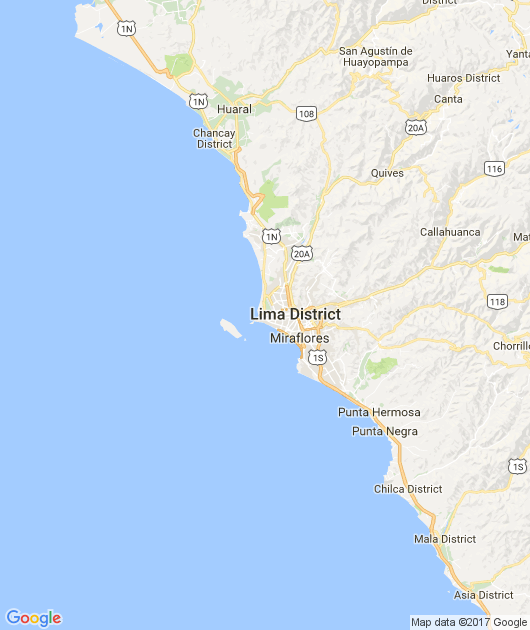 District
1N
San Agustín de
Huayopampa
Yanta
Huaros District
1N
Canta
Huaral
108
20A
Chancay
District
116
Quives
Callahuanca
1N
Mat
20A
118
Lima District
Miraflores
Chorrillo
1S
Punta Hermosa
Punta Negra
1S
Chilca District
Mala District
Asia District
Google
Map data ©2017 Google